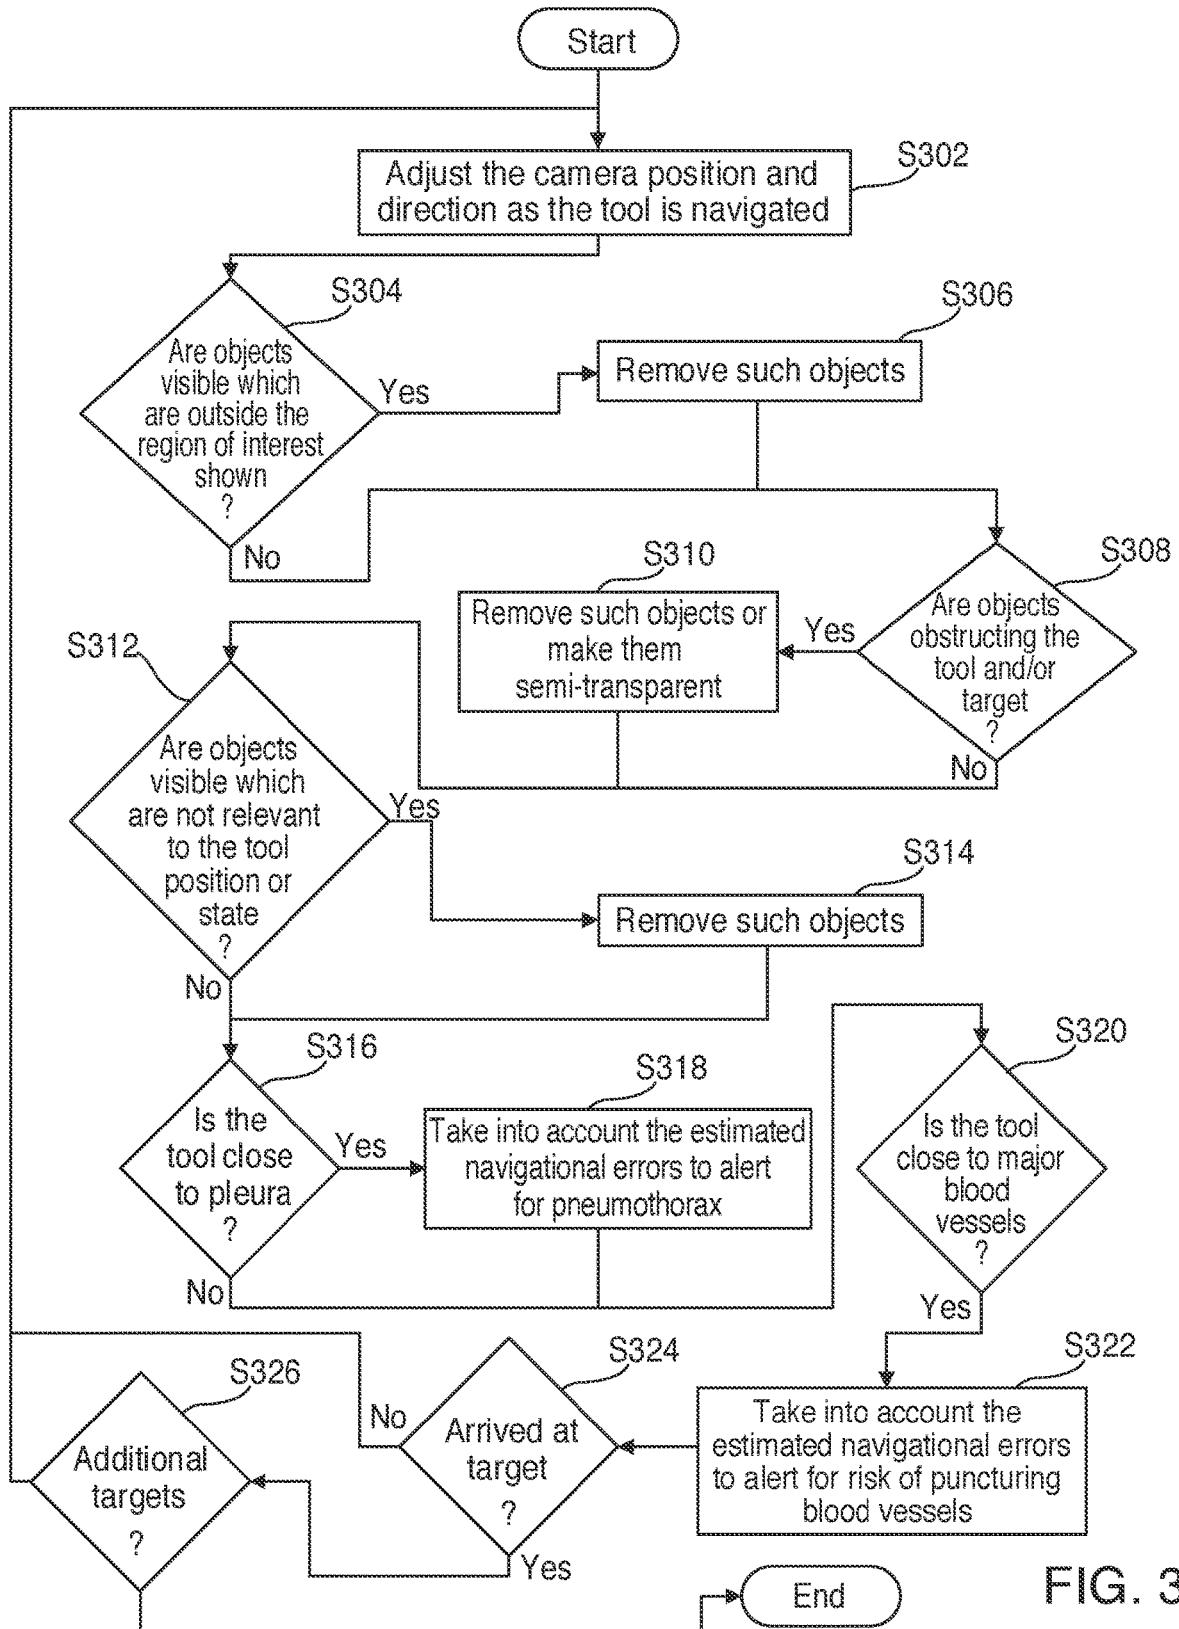 Start
S302
Adjust the camera position and
direction as the tool is navigated
S304
Are objects
visible which
are outside the
region of interest
shown
?
Yes
No
S306
Remove such objects
S308
Are objects
obstructing the
tool and/or
target
?
Yes
No
S310
Remove such objects or
make them
semi-transparent
S312
Are objects
visible which
are not relevant
to the tool
position or
state
?
Yes
No
S314
Remove such objects
S316
Is the
tool close
to pleura
?
Yes
No
S318
Take into account the estimated
navigational errors to alert
for pneumothorax
S320
Is the tool
close to major
blood
vessels
?
Yes
S322
Take into account the
estimated navigational errors
to alert for risk of puncturing
blood vessels
S324
Arrived at
target
?
No
Yes
S326
Additional
targets
?
End
FIG. 3